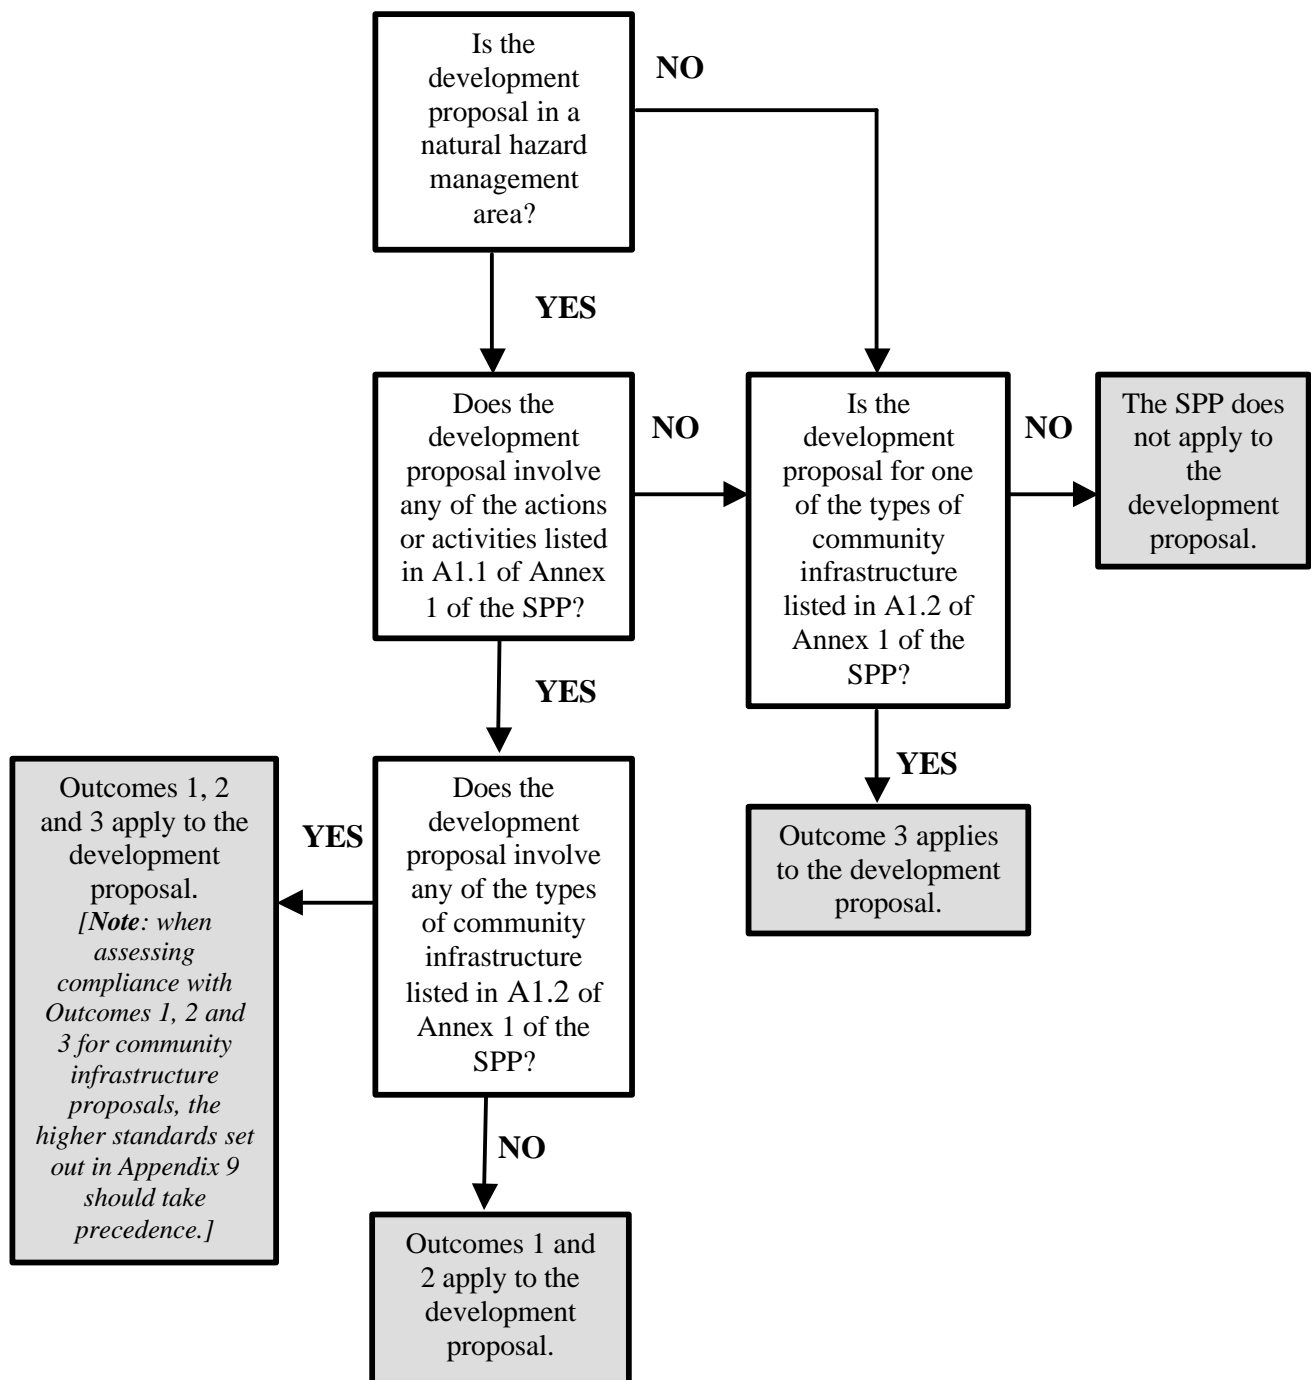 Is the
development
proposal in a
natural hazard
management
area?
NO
YES
Does the
development
proposal involve
any of the actions
or activities listed
in A1.1 of Annex
1 of the SPP?
NO
Is the
development
proposal for one
of the types of
community
infrastructure
listed in A1.2 of
Annex 1 of the
SPP?
NO
The SPP does
not apply to
the
development
proposal.
YES
YES
Outcomes 1, 2
and 3 apply to the
development
proposal.
[Note: when
assessing
compliance with
Outcomes 1, 2 and
3 for community
infrastructure
proposals, the
higher standards set
out in Appendix 9
should take
precedence.]
YES
Does the
development
proposal involve
any of the types
of community
infrastructure
listed in A1.2 of
Annex 1 of the
SPP?
Outcome 3 applies
to the development
proposal.
NO
Outcomes 1 and
2 apply to the
development
proposal.